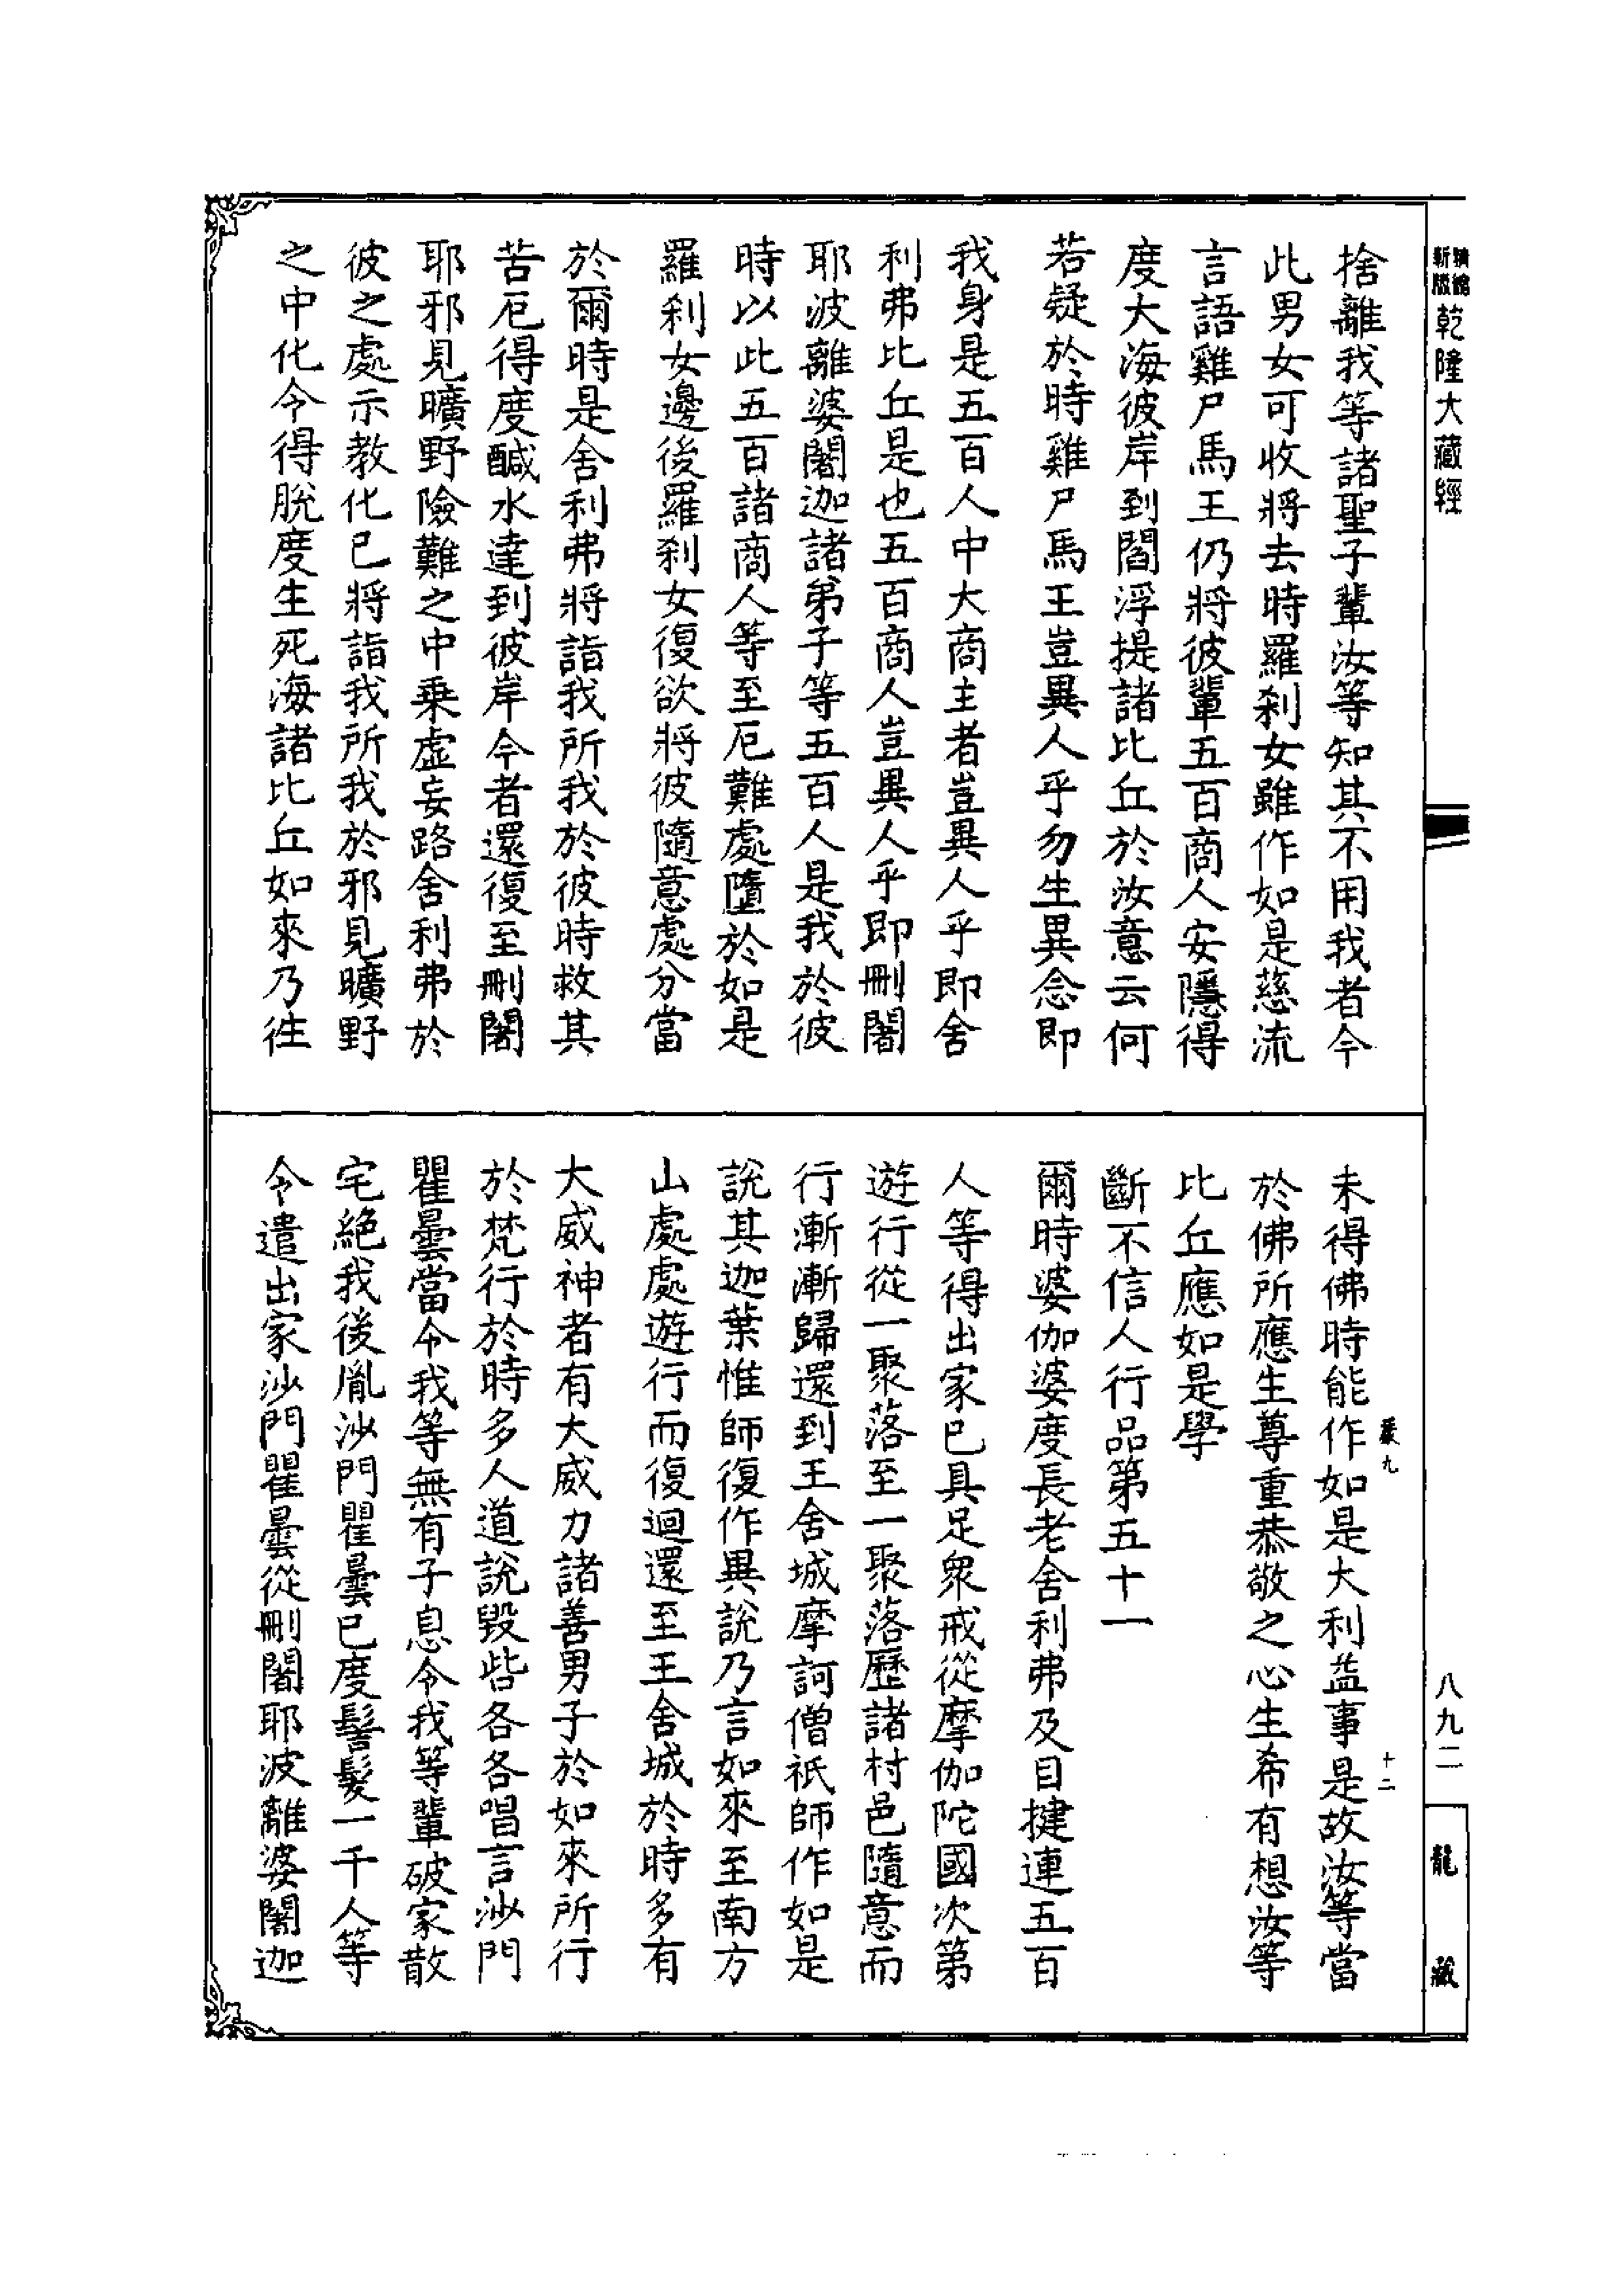 精縮新版 乾隆大藏經
捨離我等諸聖子輩汝等知其不用我者今
此男女可收將去時羅刹女雖作如是慈流
言語雞尸馬王仍將彼輩五百商人安隱得
度大海彼岸到閻浮提諸比丘於汝意云何
若疑於時雞尸馬王豈異人乎勿生異念即
我身是五百人中大商主者豈異人乎即舍
利弗比丘是也五百商人豈異人乎即刪闍
耶波離婆闍迦諸弟子等五百人是我於彼
時以此五百諸商人等至厄難處墮於如是
羅刹女邊後羅刹女復欲將彼隨意處分當
於爾時是舍利弗將詣我所我於彼時救其
苦厄得度醎水達到彼岸今者還復至刪闍
耶邪見曠野險難之中乘虛妄路舍利弗於
彼之處示教化已將詣我所我於邪見曠野
之中化令得脫度生死海諸比丘如來乃往
未得佛時能作如是大利益事是故汝等當
於佛所應生尊重恭敬之心生希有想汝等
比丘應如是學
斷不信人行品第五十一
爾時婆伽婆度長老舍利弗及目揵連五百
人等得出家已具足衆戒從摩伽陀國次第
遊行從一聚落至一聚落歷諸村邑隨意而
行漸漸歸還到王舍城摩訶僧祇師作如是
說其迦葉惟師復作異說乃言如來至南方
山處處遊行而復迴還至王舍城於時多有
大威神者有大威力諸善男子於如來所行
於梵行於時多人道說毀呰各各唱言沙門
瞿曇當令我等無有子息令我等輩破家散
宅絕我後胤沙門瞿曇已度髻髮一千人等
令遣出家沙門瞿曇從刪闍耶波離婆闍迦
八九二
十二
龍藏